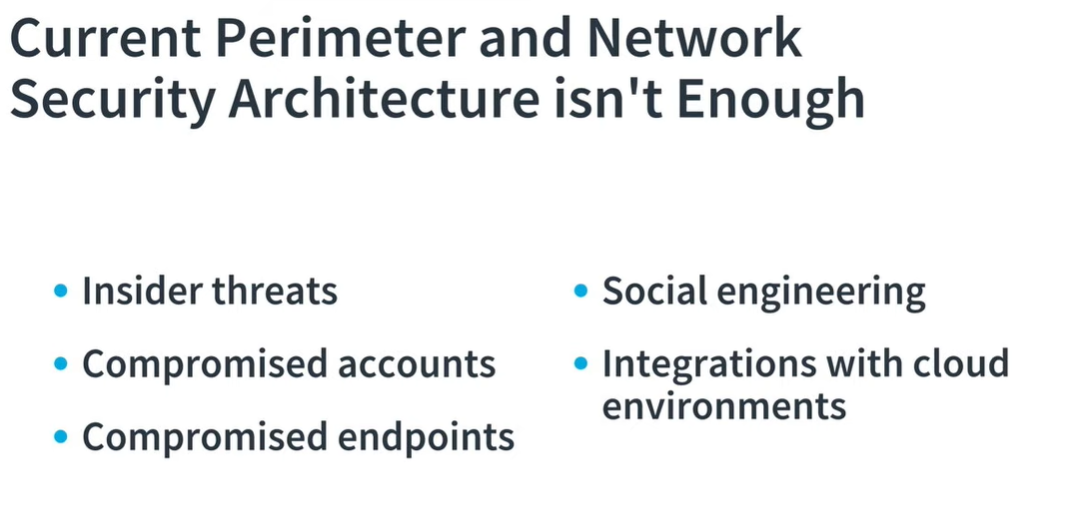 Current Perimeter and Network
Security Architecture isn't Enough
• Insider threats
• Compromised accounts
• Compromised endpoints
• Social engineering
• Integrations with cloud
environments